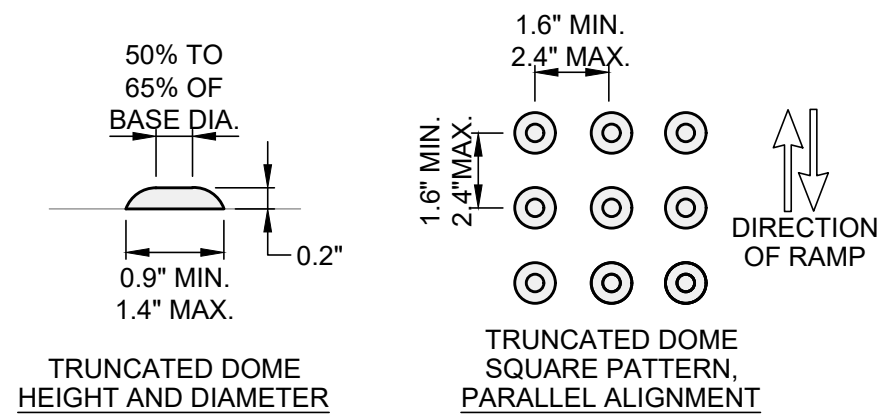 50% TO
65% OF
BASE DIA.
0.2"
0.9" MIN.
1.4" MAX.
TRUNCATED DOME
HEIGHT AND DIAMETER
1.6" MIN.
2.4" MAX.
1.6" MIN.
2.4"MAX.
DIRECTION
OF RAMP
TRUNCATED DOME
SQUARE PATTERN,
PARALLEL ALIGNMENT